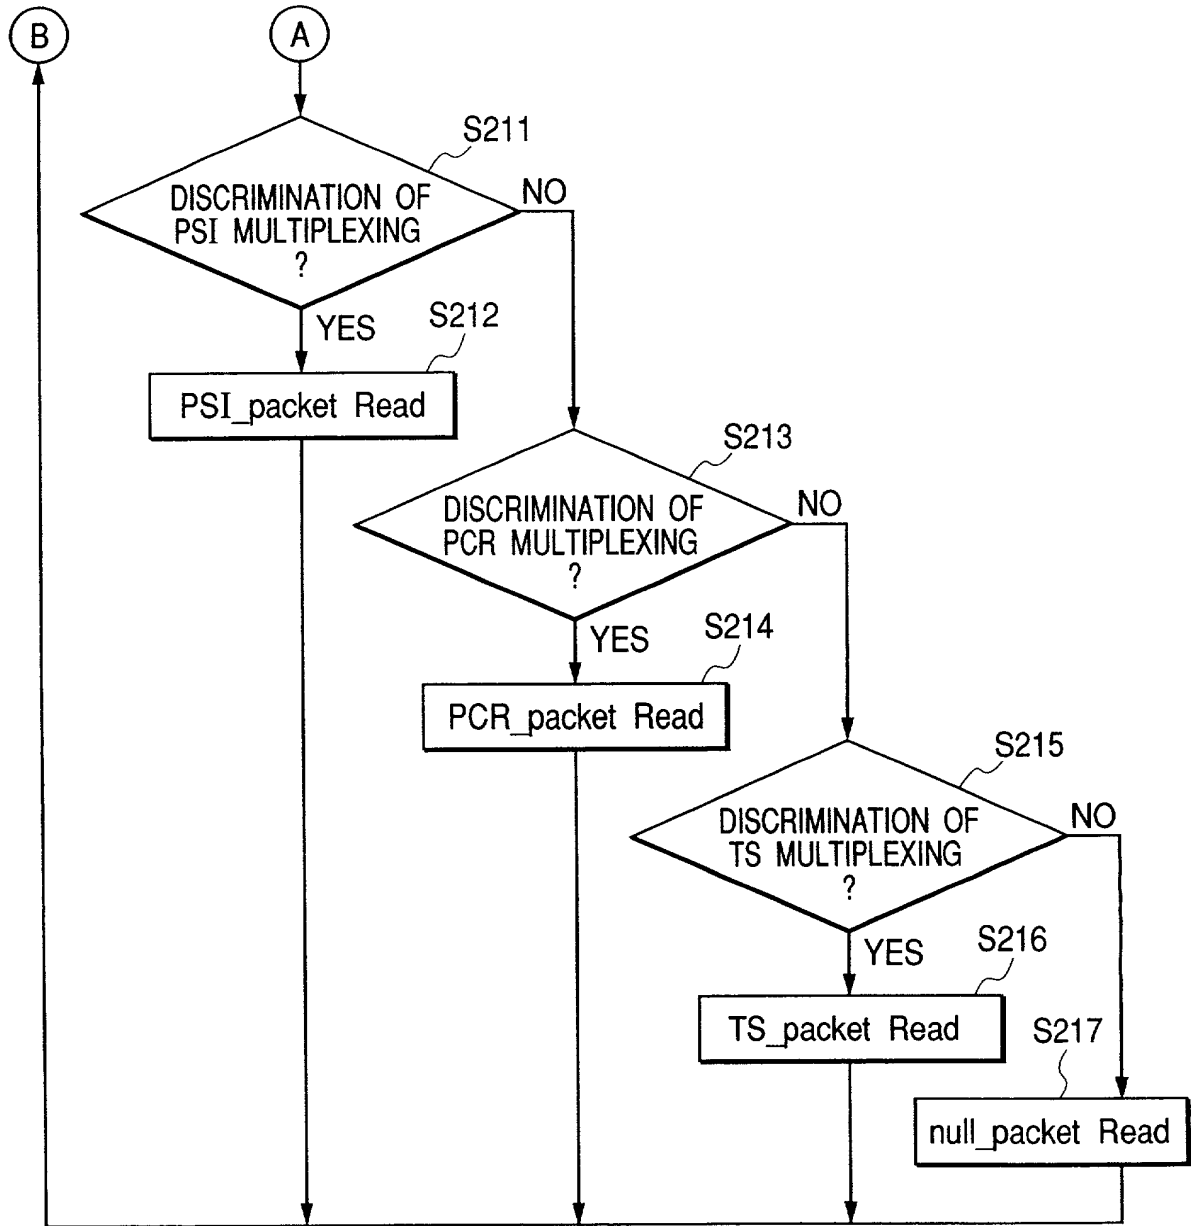 B
A
S211
DISCRIMINATION OF
PSI MULTIPLEXING
?
NO
YES
S212
PSI_packet Read
S213
DISCRIMINATION OF
PCR MULTIPLEXING
?
NO
YES
S214
PCR_packet Read
S215
DISCRIMINATION OF
TS MULTIPLEXING
?
NO
YES
S216
TS_packet Read
S217
null_packet Read